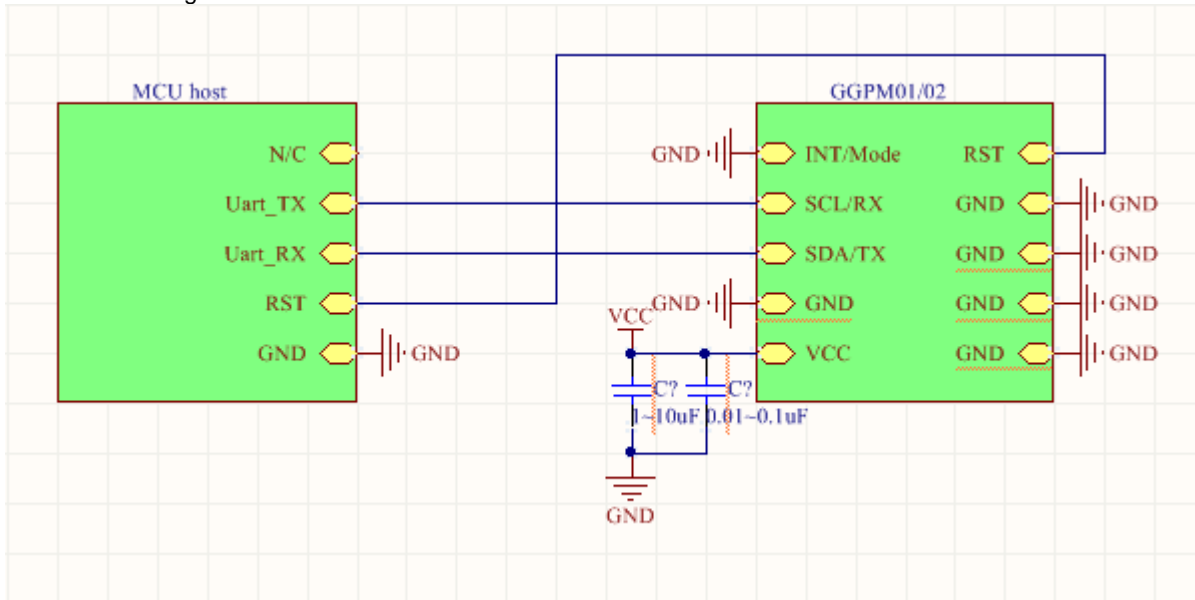 MCU host
N/C
Uart_TX
Uart_RX
RST
GND
GND
GGPM01/02
GND
INT/Mode
RST
SCL/RX
GND
GND
SDA/TX
GND
GND
GND
GND
GND
GND
VCC
VCC
GND
GND
C?
C?
1~10uF
0.01~0.1uF
GND